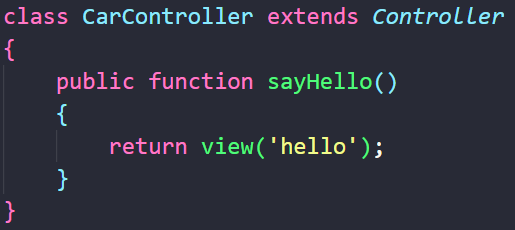 class CarController extends Controller
{
    public function sayHello()
    {
        return view('hello');
    }
}